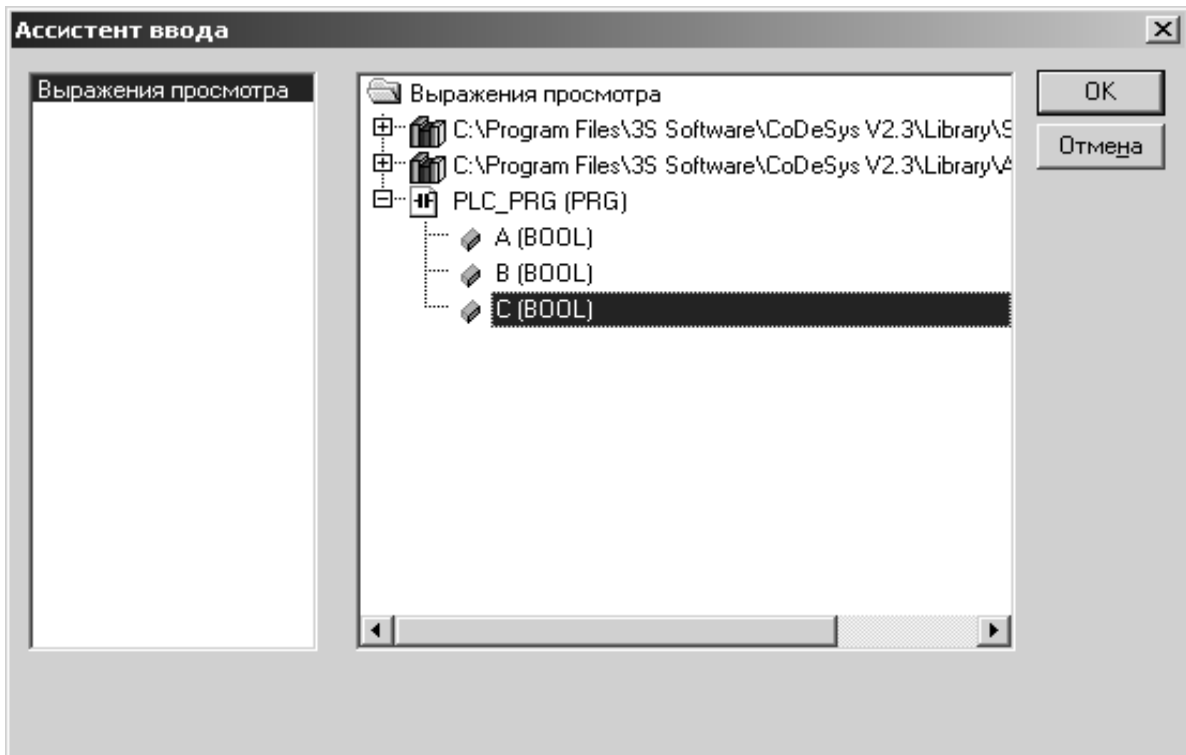 Ассистент ввода
Выражения просмотра
Выражения просмотра
C:\Program Files\3S Software\CoDeSys V2.3\Library\S
C:\Program Files\3S Software\CoDeSys V2.3\Library\A
PLC_PRG (PRG)
A (BOOL)
B (BOOL)
C (BOOL)
OK
Отмена